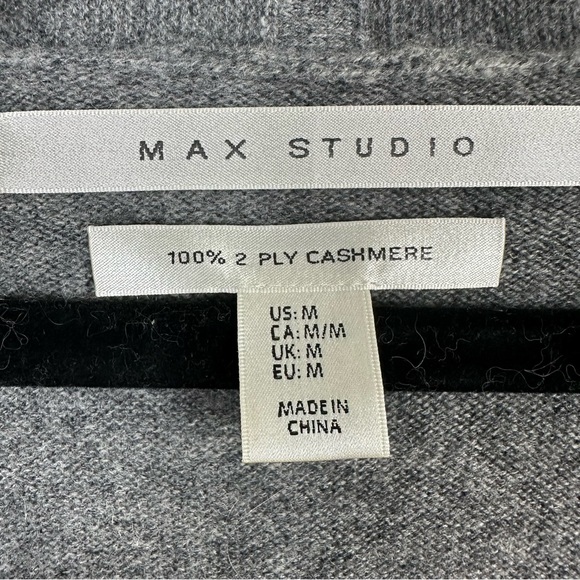 MAX STUDIO
100% 2 PLY CASHMERE
US: M
CA: M/M
UK: M
EU: M
MADE IN
CHINA